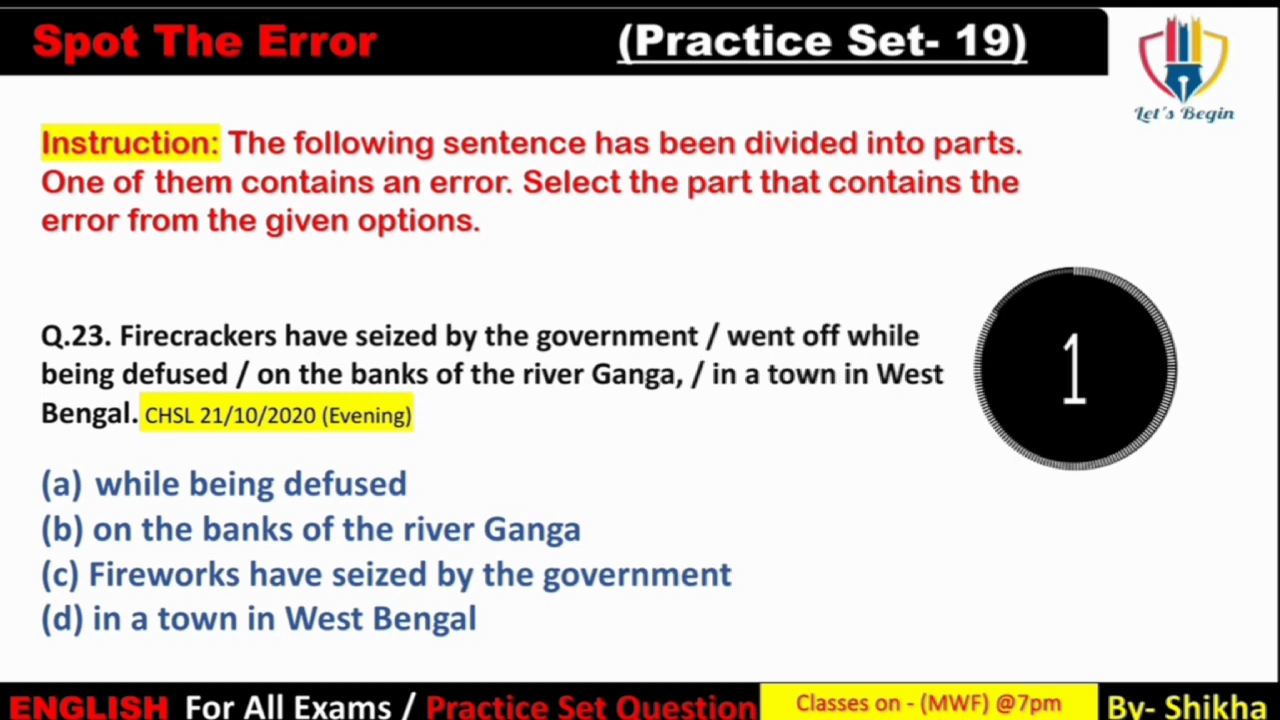 Spot The Error (Practice Set- 19)
Let's Begin
Instruction: The following sentence has been divided into parts.
One of them contains an error. Select the part that contains the
error from the given options.
Q.23. Firecrackers have seized by the government / went off while
being defused / on the banks of the river Ganga, / in a town in West
Bengal. CHSL 21/10/2020 (Evening)
1
(a) while being defused
(b) on the banks of the river Ganga
(c) Fireworks have seized by the government
(d) in a town in West Bengal
ENGLISH For All Exams / Practice Set Question Classes on - (MWF) @7pm By- Shikha